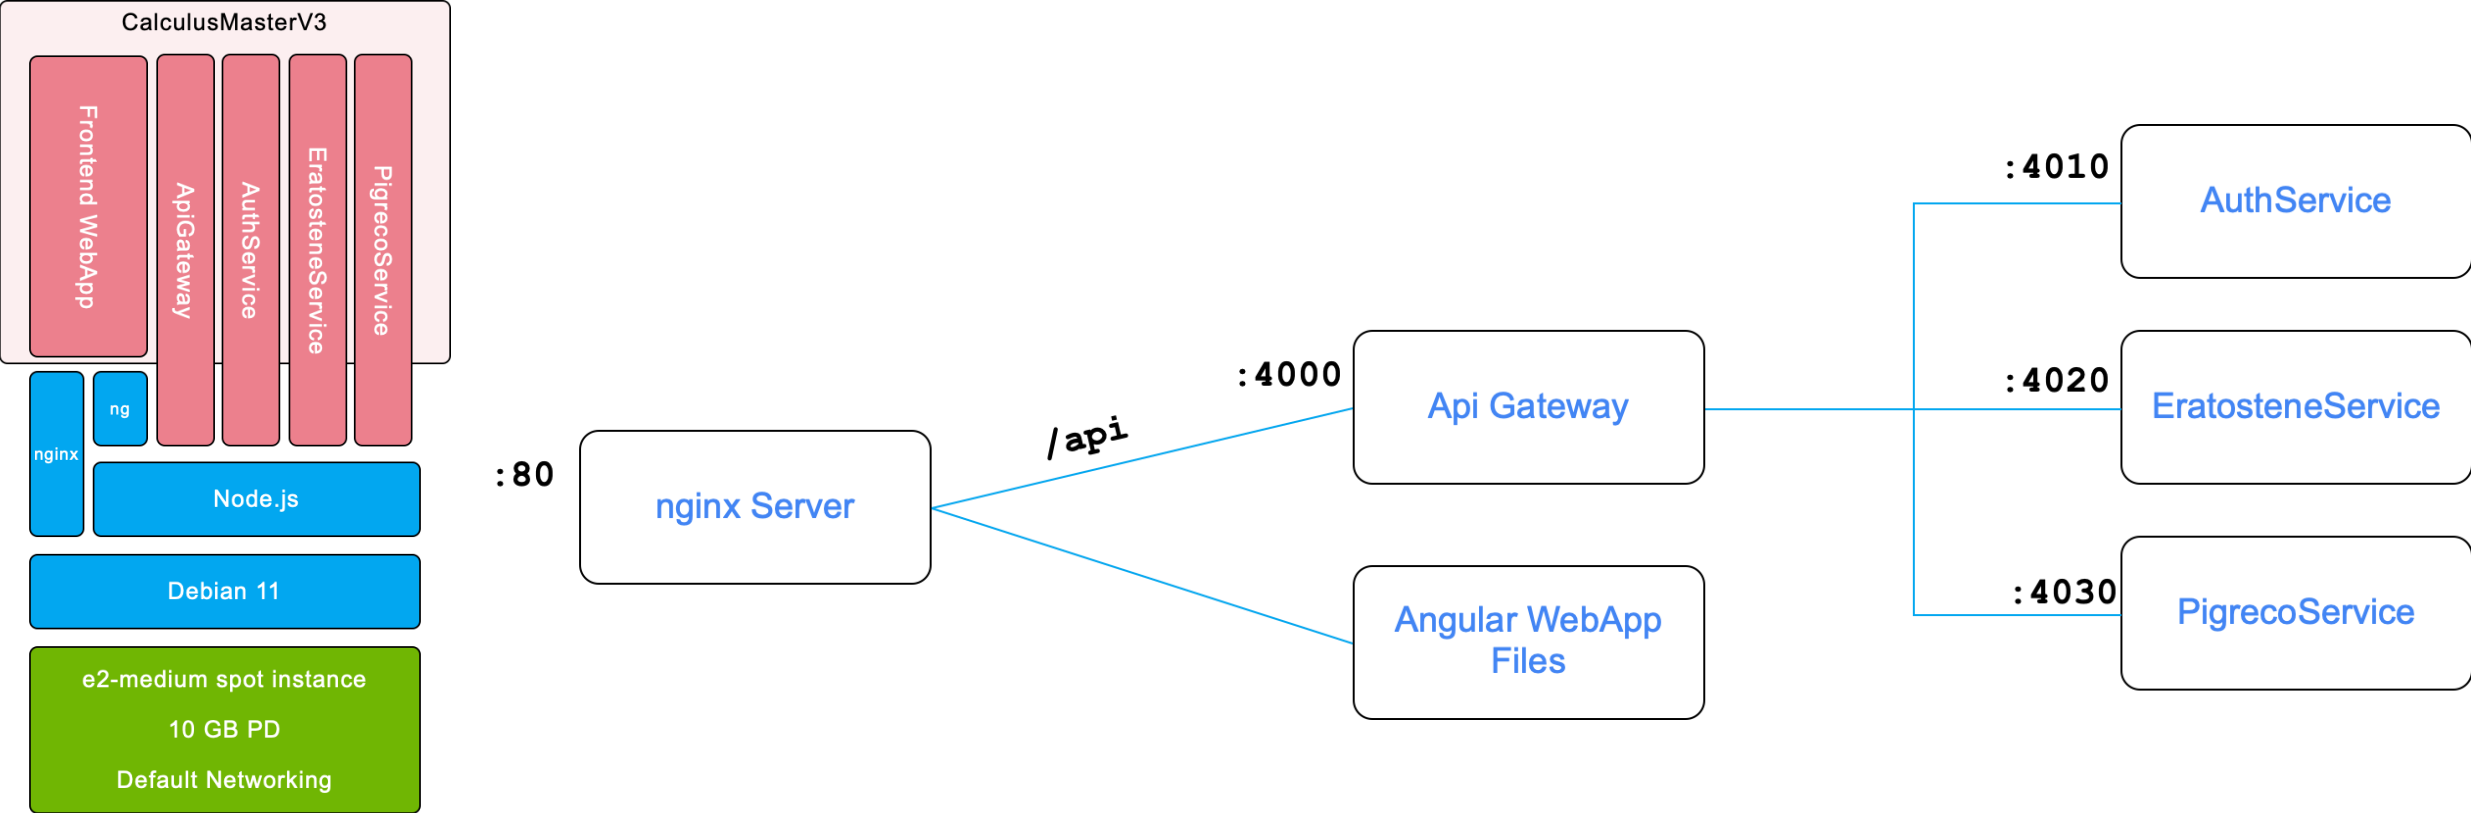 CalculusMasterV3
Frontend WebApp
ApiGateway
AuthService
EratosteneService
PigrecoService
nginx
ng
Node.js
Debian 11
e2-medium spot instance
10 GB PD
Default Networking
:80
nginx Server
/api
:4000
Api Gateway
Angular WebApp
Files
:4010
AuthService
:4020
EratosteneService
:4030
PigrecoService